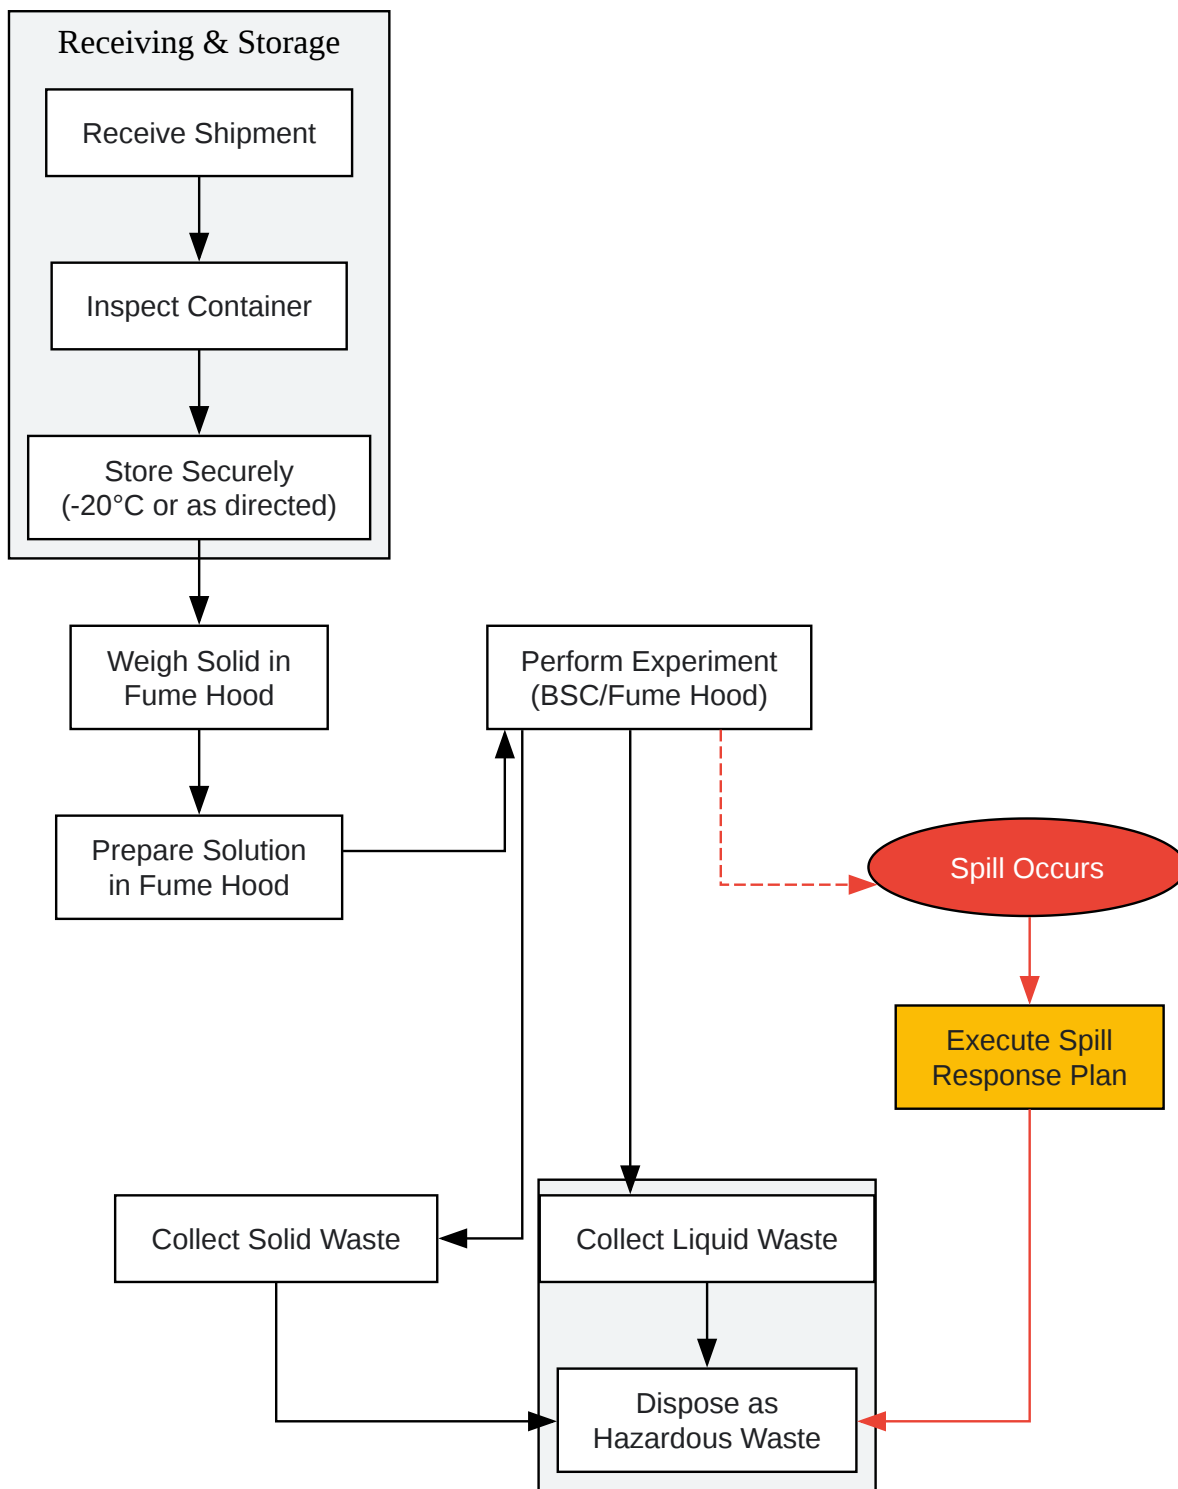 Receiving & Storage
Receive Shipment
Inspect Container
Store Securely
(-20°C or as directed)
Weigh Solid in
Fume Hood
Perform Experiment
(BSC/Fume Hood)
Prepare Solution
in Fume Hood
Spill Occurs
Execute Spill
Response Plan
Collect Solid Waste
Collect Liquid Waste
Dispose as
Hazardous Waste